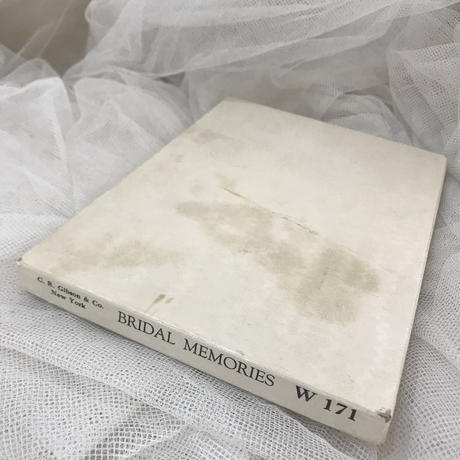 C. R. Gibson & Co.
New York
BRIDAL MEMORIES
W 171